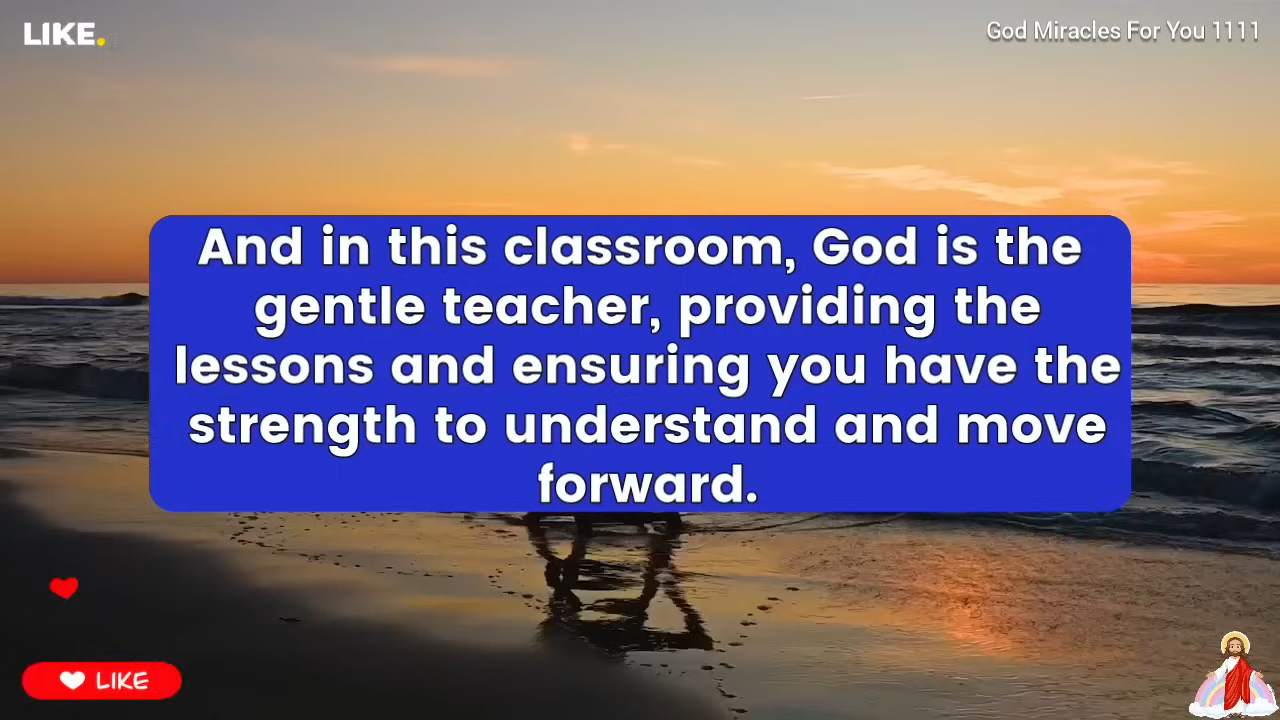 LIKE.
God Miracles For You 1111
And in this classroom, God is the
gentle teacher, providing the
lessons and ensuring you have the
strength to understand and move
forward.
LIKE